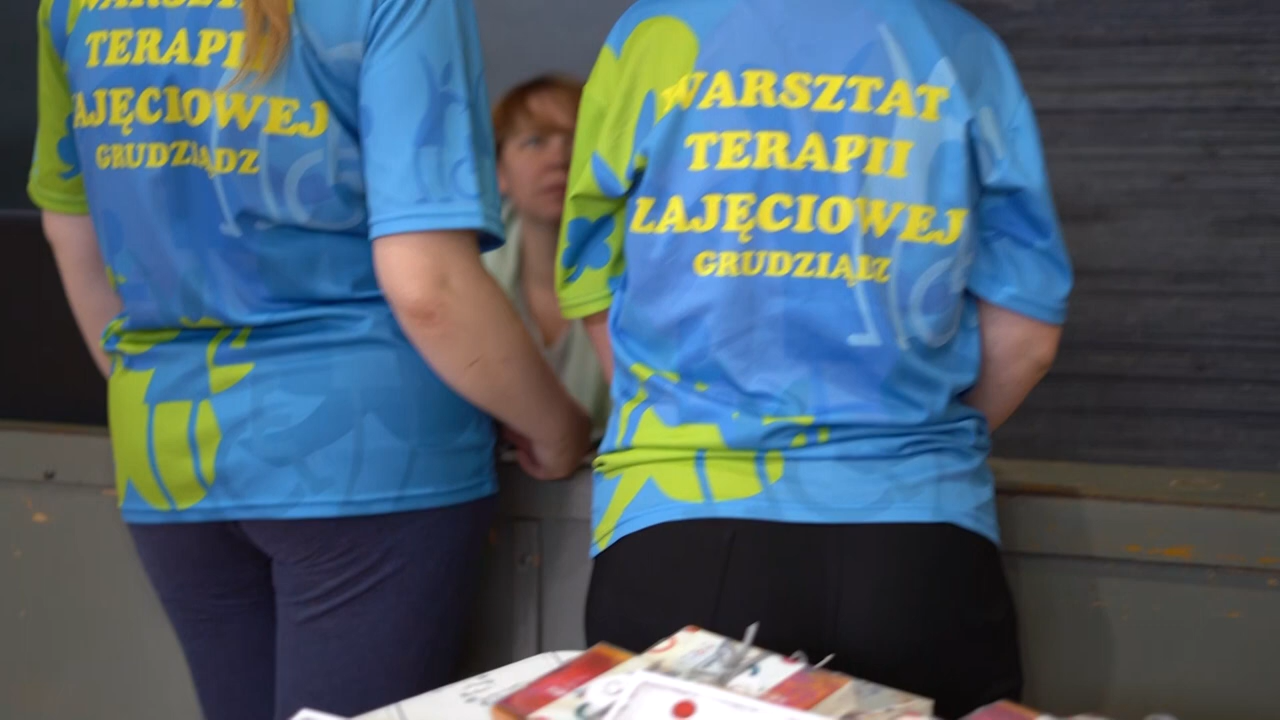 WARSZTAT
TERAPII
ZAJĘCIOWEJ
GRUDZIĄDZ
WARSZTAT
TERAPII
ZAJĘCIOWEJ
GRUDZIĄDZ